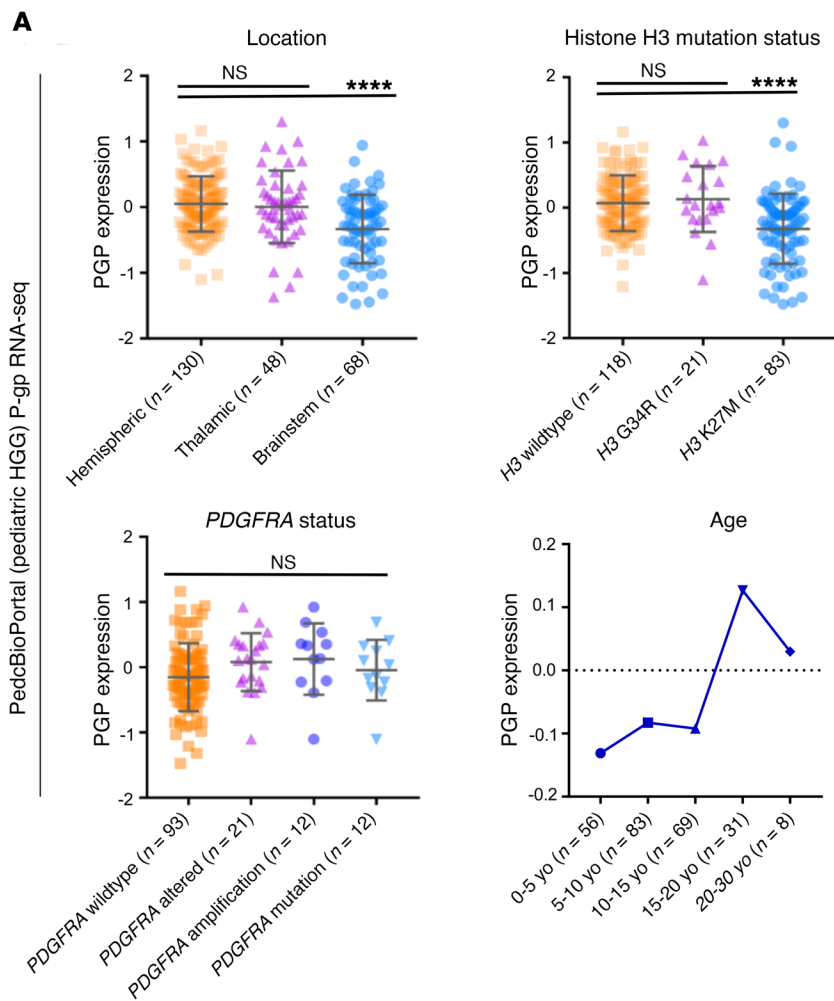 A
PedcBioPortal (pediatric HGG) P-gp RNA-seq
Location
NS
****
PGP expression
2
1
0
-1
-2
Hemispheric (n = 130)
Thalamic (n = 48)
Brainstem (n = 68)
Histone H3 mutation status
NS
****
PGP expression
2
1
0
-1
-2
H3 wildtype (n = 118)
H3 G34R (n = 21)
H3 K27M (n = 83)
PDGFRA status
NS
PGP expression
2
1
0
-1
-2
PDGFRA wildtype (n = 93)
PDGFRA altered (n = 21)
PDGFRA amplification (n = 12)
PDGFRA mutation (n = 12)
Age
PGP expression
0.2
0.1
0.0
-0.1
-0.2
0-5 yo (n = 56)
5-10 yo (n = 83)
10-15 yo (n = 69)
15-20 yo (n = 31)
20-30 yo (n = 8)